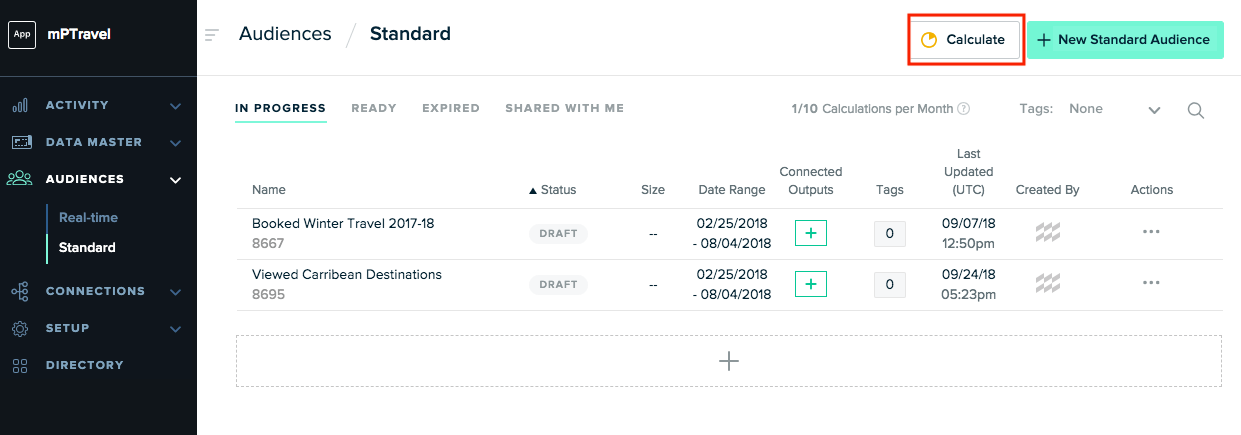 App mPTravel
Audiences / Standard
Calculate
+ New Standard Audience
ACTIVITY
DATA MASTER
AUDIENCES
Real-time
Standard
CONNECTIONS
SETUP
DIRECTORY
IN PROGRESS READY EXPIRED SHARED WITH ME
1/10 Calculations per Month ?
Tags: None
Name ▲ Status Size Date Range Connected Outputs Tags Last Updated (UTC) Created By Actions
Booked Winter Travel 2017-18 DRAFT -- 02/25/2018 + 0 09/07/18 ...
8667 - 08/04/2018 12:50pm
Viewed Carribean Destinations DRAFT -- 02/25/2018 + 0 09/24/18 ...
8695 - 08/04/2018 05:23pm
+